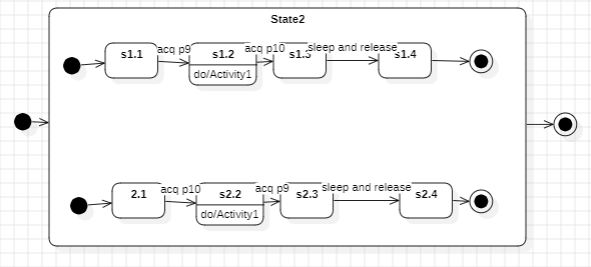 State2
s1.1
acq p9
s1.2
do/Activity1
acq p10
s1.3
sleep and release
s1.4
2.1
acq p10
s2.2
do/Activity1
acq p9
s2.3
sleep and release
s2.4